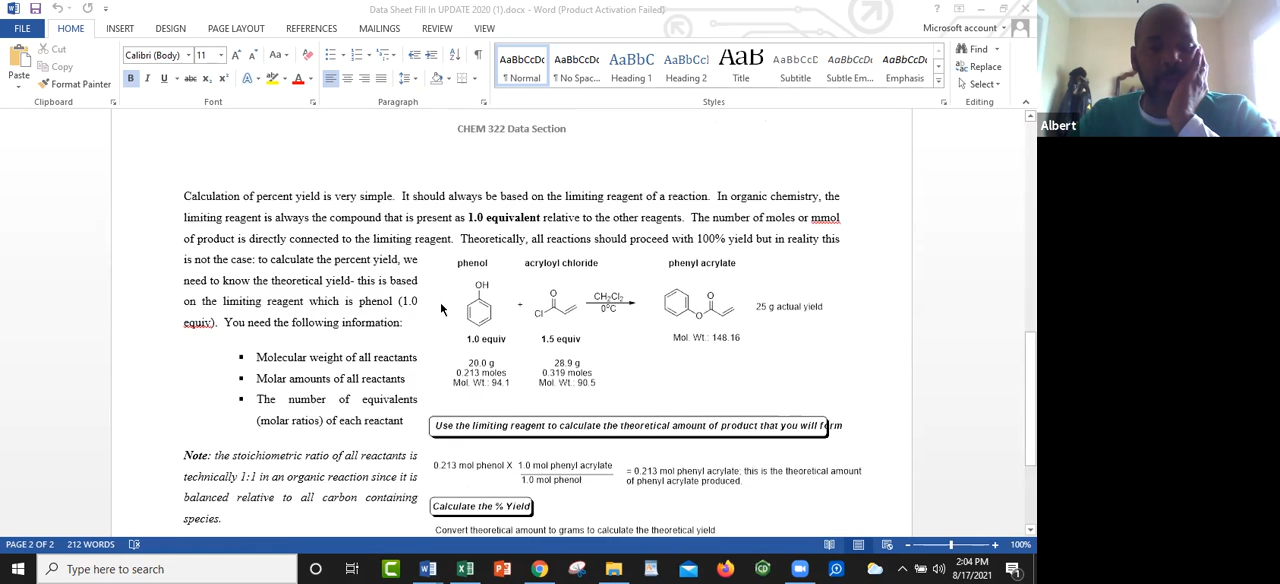 Data Sheet Fill In UPDATE 2020 (1).docx - Word (Product Activation Failed)
FILE HOME INSERT DESIGN PAGE LAYOUT REFERENCES MAILINGS REVIEW VIEW Microsoft account
Paste
Cut
Copy
Format Painter
Calibri (Body) 11
AaBbCcDc AaBbCcDc AaBbC AaBbCc AaB AaBbCcD AaBbCcDc AaBbCcDc
¶ Normal ¶ No Spac... Heading 1 Heading 2 Title Subtitle Subtle Em... Emphasis
Find
Replace
Select
Clipboard Font Paragraph Styles Editing
Albert
CHEM 322 Data Section
Calculation of percent yield is very simple. It should always be based on the limiting reagent of a reaction. In organic chemistry, the
limiting reagent is always the compound that is present as 1.0 equivalent relative to the other reagents. The number of moles or mmol
of product is directly connected to the limiting reagent. Theoretically, all reactions should proceed with 100% yield but in reality this
is not the case: to calculate the percent yield, we
need to know the theoretical yield- this is based
on the limiting reagent which is phenol (1.0
equiv). You need the following information:
▪ Molecular weight of all reactants
▪ Molar amounts of all reactants
▪ The number of equivalents
(molar ratios) of each reactant
Note: the stoichiometric ratio of all reactants is
technically 1:1 in an organic reaction since it is
balanced relative to all carbon containing
species.
phenol acryloyl chloride phenyl acrylate
OH
+
O
Cl
CH2Cl2
0°C
O
O
25 g actual yield
1.0 equiv 1.5 equiv Mol. Wt.: 148.16
20.0 g 28.9 g
0.213 moles 0.319 moles
Mol. Wt.: 94.1 Mol. Wt.: 90.5
Use the limiting reagent to calculate the theoretical amount of product that you will form
0.213 mol phenol X 1.0 mol phenyl acrylate
1.0 mol phenol
= 0.213 mol phenyl acrylate; this is the theoretical amount
of phenyl acrylate produced.
Calculate the % Yield
Convert theoretical amount to grams to calculate the theoretical yield
PAGE 2 OF 2 212 WORDS 100%
Type here to search
2:04 PM
8/17/2021